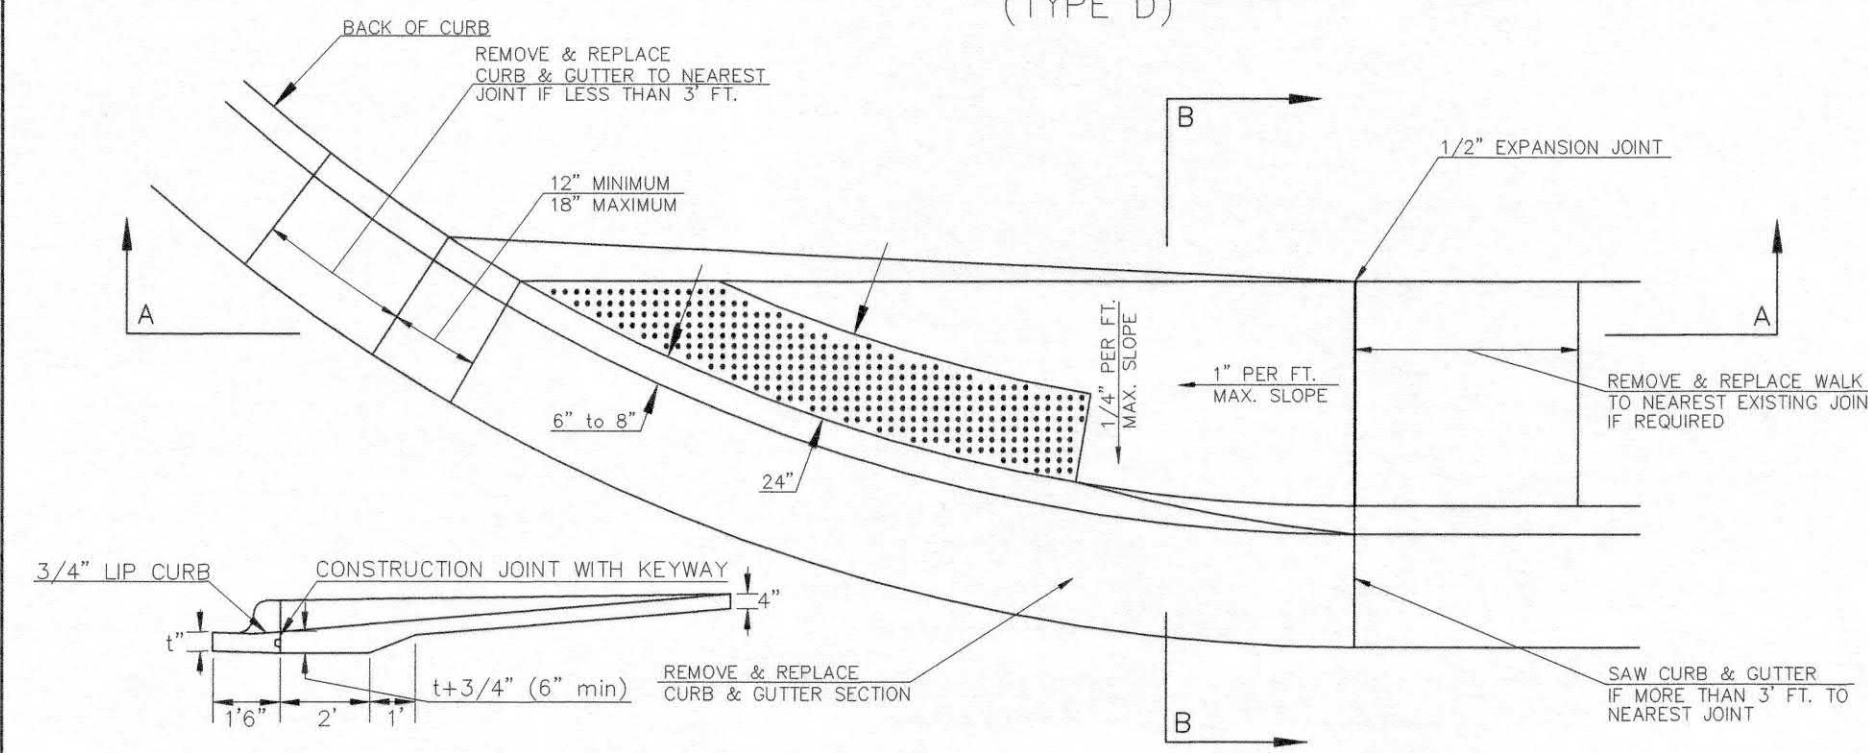 (TYPE D)
BACK OF CURB
REMOVE & REPLACE
CURB & GUTTER TO NEAREST
JOINT IF LESS THAN 3' FT.
B
1/2" EXPANSION JOINT
12" MINIMUM
18" MAXIMUM
A
A
1/4" PER FT.
MAX. SLOPE
1" PER FT.
MAX. SLOPE
REMOVE & REPLACE WALK
TO NEAREST EXISTING JOIN
IF REQUIRED
6" to 8"
24"
3/4" LIP CURB
CONSTRUCTION JOINT WITH KEYWAY
4"
t"
t+3/4" (6" min)
1'6"
2'
1'
REMOVE & REPLACE
CURB & GUTTER SECTION
SAW CURB & GUTTER
IF MORE THAN 3' FT. TO
NEAREST JOINT
B